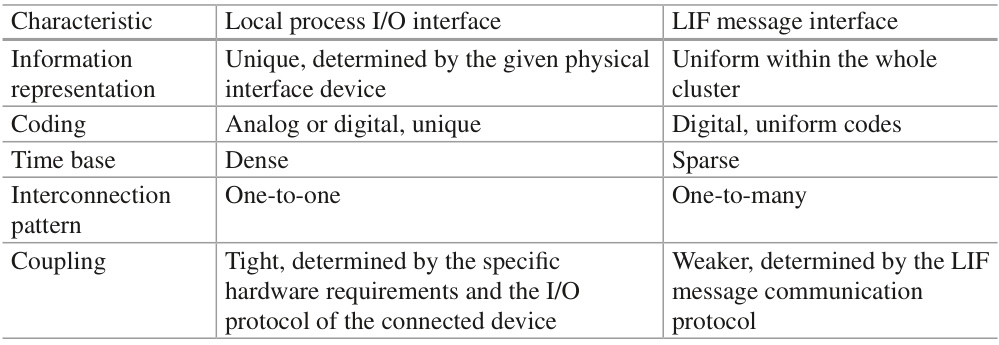 Characteristic Local process I/O interface LIF message interface
Information Unique, determined by the given physical Uniform within the whole
representation interface device cluster
Coding Analog or digital, unique Digital, uniform codes
Time base Dense Sparse
Interconnection One-to-one One-to-many
pattern
Coupling Tight, determined by the specific Weaker, determined by the LIF
hardware requirements and the I/O message communication
protocol of the connected device protocol